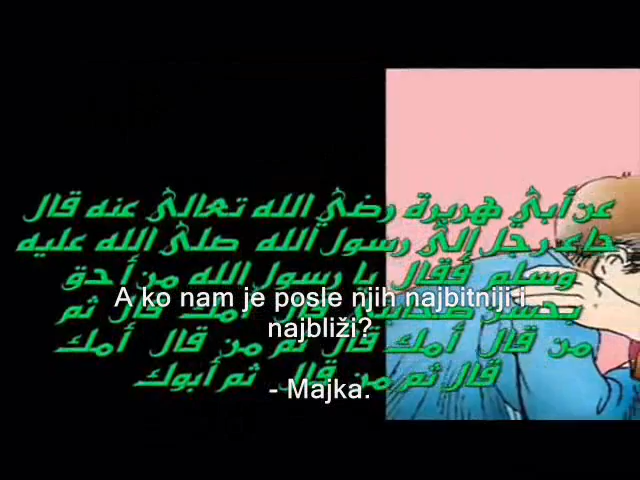 عن أبي هريرة رضي الله تعالى عنه قال
جاء رجل إلى رسول الله صلى الله عليه
وسلم فقال يا رسول الله من أحق
A ko nam je posle njih najbitniji i
بحسن صحابتي قال أمك قال ثم
najbliži?
من قال أمك قال ثم من قال أمك
قال ثم من قال ثم أبوك
- Majka.